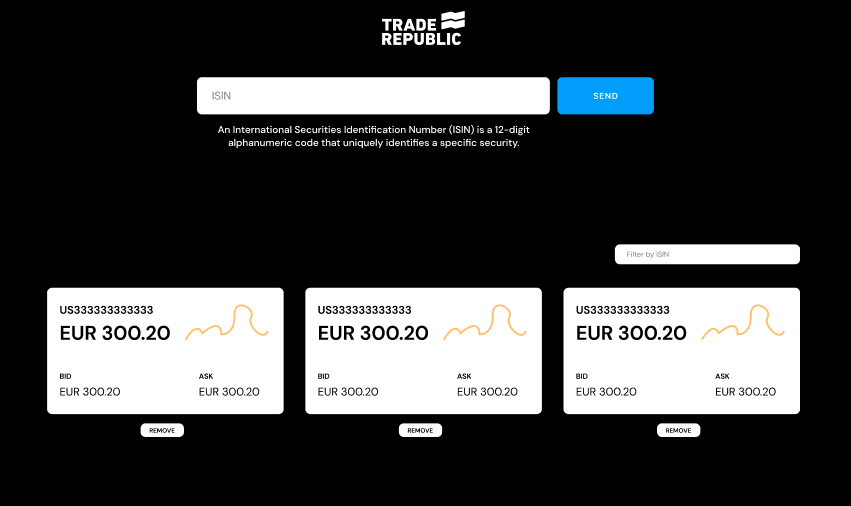 TRADE
REPUBLIC
ISIN
SEND
An International Securities Identification Number (ISIN) is a 12-digit
alphanumeric code that uniquely identifies a specific security.
Filter by ISIN
US333333333333
EUR 300.20
BID
ASK
EUR 300.20
EUR 300.20
REMOVE
US333333333333
EUR 300.20
BID
ASK
EUR 300.20
EUR 300.20
REMOVE
US333333333333
EUR 300.20
BID
ASK
EUR 300.20
EUR 300.20
REMOVE